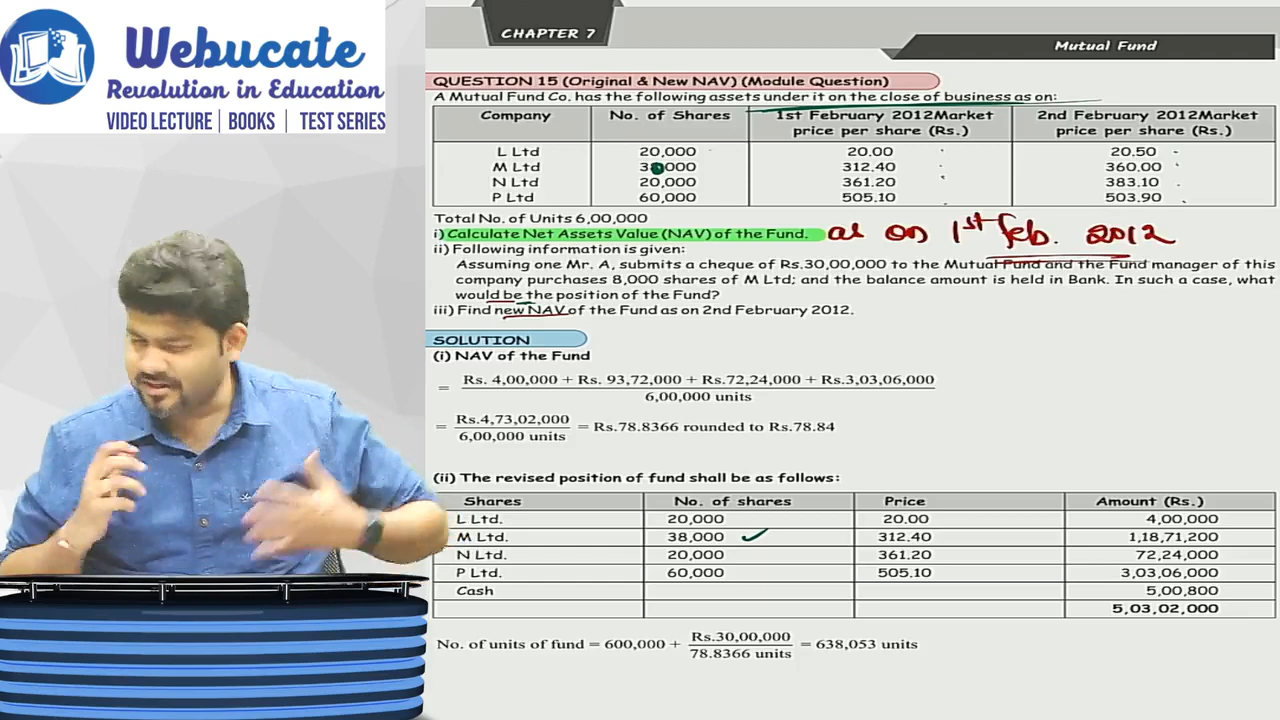 Webucate
Revolution in Education
VIDEO LECTURE | BOOKS | TEST SERIES
CHAPTER 7
Mutual Fund
QUESTION 15 (Original & New NAV) (Module Question)
A Mutual Fund Co. has the following assets under it on the close of business as on:
Company No. of Shares 1st February 2012Market price per share (Rs.) 2nd February 2012Market price per share (Rs.)
L Ltd 20,000 20.00 20.50
M Ltd 3 000 312.40 360.00
N Ltd 20,000 361.20 383.10
P Ltd 60,000 505.10 503.90
Total No. of Units 6,00,000
i) Calculate Net Assets Value (NAV) of the Fund. as on 1st Feb. 2012
ii) Following information is given:
Assuming one Mr. A, submits a cheque of Rs.30,00,000 to the Mutual Fund and the Fund manager of this
company purchases 8,000 shares of M Ltd; and the balance amount is held in Bank. In such a case, what
would be the position of the Fund?
iii) Find new NAV of the Fund as on 2nd February 2012.
SOLUTION
(i) NAV of the Fund
= Rs. 4,00,000 + Rs. 93,72,000 + Rs.72,24,000 + Rs.3,03,06,000
6,00,000 units
= Rs.4,73,02,000 / 6,00,000 units = Rs.78.8366 rounded to Rs.78.84
(ii) The revised position of fund shall be as follows:
Shares No. of shares Price Amount (Rs.)
L Ltd. 20,000 20.00 4,00,000
M Ltd. 38,000 312.40 1,18,71,200
N Ltd. 20,000 361.20 72,24,000
P Ltd. 60,000 505.10 3,03,06,000
Cash 5,00,800
5,03,02,000
No. of units of fund = 600,000 + Rs.30,00,000 / 78.8366 units = 638,053 units